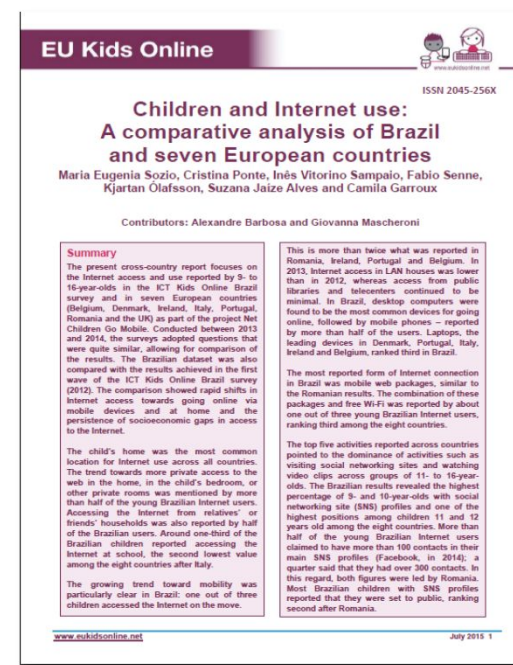 EU Kids Online
www.eukidsonline.net
ISSN 2045-256X
Children and Internet use:
A comparative analysis of Brazil
and seven European countries
Maria Eugenia Sozio, Cristina Ponte, Inês Vitorino Sampaio, Fabio Senne,
Kjartan Ólafsson, Suzana Jaize Alves and Camila Garroux
Contributors: Alexandre Barbosa and Giovanna Mascheroni
Summary
The present cross-country report focuses on
the Internet access and use reported by 9- to
16-year-olds in the ICT Kids Online Brazil
survey and in seven European countries
(Belgium, Denmark, Ireland, Italy, Portugal,
Romania and the UK) as part of the project Net
Children Go Mobile. Conducted between 2013
and 2014, the surveys adopted questions that
were quite similar, allowing for comparison of
the results. The Brazilian dataset was also
compared with the results achieved in the first
wave of the ICT Kids Online Brazil survey
(2012). The comparison showed rapid shifts in
Internet access towards going online via
mobile devices and at home and the
persistence of socioeconomic gaps in access
to the Internet.
The child's home was the most common
location for Internet use across all countries.
The trend towards more private access to the
web in the home, in the child's bedroom, or
other private rooms was mentioned by more
than half of the young Brazilian Internet users.
Accessing the Internet from relatives' or
friends' households was also reported by half
of the Brazilian users. Around one-third of the
Brazilian children reported accessing the
Internet at school, the second lowest value
among the eight countries after Italy.
The growing trend toward mobility was
particularly clear in Brazil: one out of three
children accessed the Internet on the move.
This is more than twice what was reported in
Romania, Ireland, Portugal and Belgium. In
2013, Internet access in LAN houses was lower
than in 2012, whereas access from public
libraries and telecenters continued to be
minimal. In Brazil, desktop computers were
found to be the most common devices for going
online, followed by mobile phones – reported
by more than half of the users. Laptops, the
leading devices in Denmark, Portugal, Italy,
Ireland and Belgium, ranked third in Brazil.
The most reported form of Internet connection
in Brazil was mobile web packages, similar to
the Romanian results. The combination of these
packages and free Wi-Fi was reported by about
one out of three young Brazilian Internet users,
ranking third among the eight countries.
The top five activities reported across countries
pointed to the dominance of activities such as
visiting social networking sites and watching
video clips across groups of 11- to 16-year-
olds. The Brazilian results revealed the highest
percentage of 9- and 10-year-olds with social
networking site (SNS) profiles and one of the
highest positions among children 11 and 12
years old among the eight countries. More than
half of the young Brazilian Internet users
claimed to have more than 100 contacts in their
main SNS profiles (Facebook, in 2014); a
quarter said that they had over 300 contacts. In
this regard, both figures were led by Romania.
Most Brazilian children with SNS profiles
reported that they were set to public, ranking
second after Romania.
www.eukidsonline.net
July 2015 1